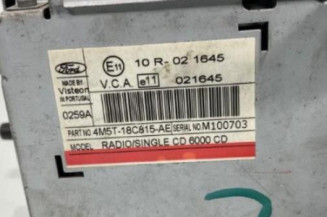 Ford
E11 10 R- 02 1645
MADE BY
Visteon
IN PORTUGAL
V.C.A. e11 021645
0259A
PART NO 4M5T-18C815-AE SERIAL NO. M100703
MODEL RADIO/SINGLE CD 6000 CD